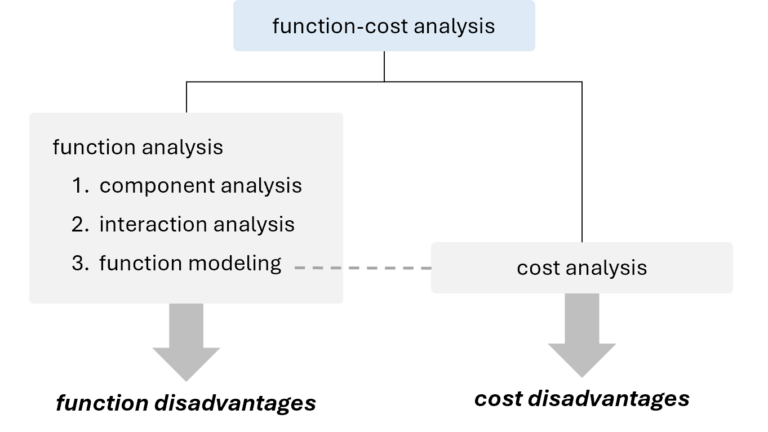 function-cost analysis
function analysis
1. component analysis
2. interaction analysis
3. function modeling
cost analysis
function disadvantages
cost disadvantages